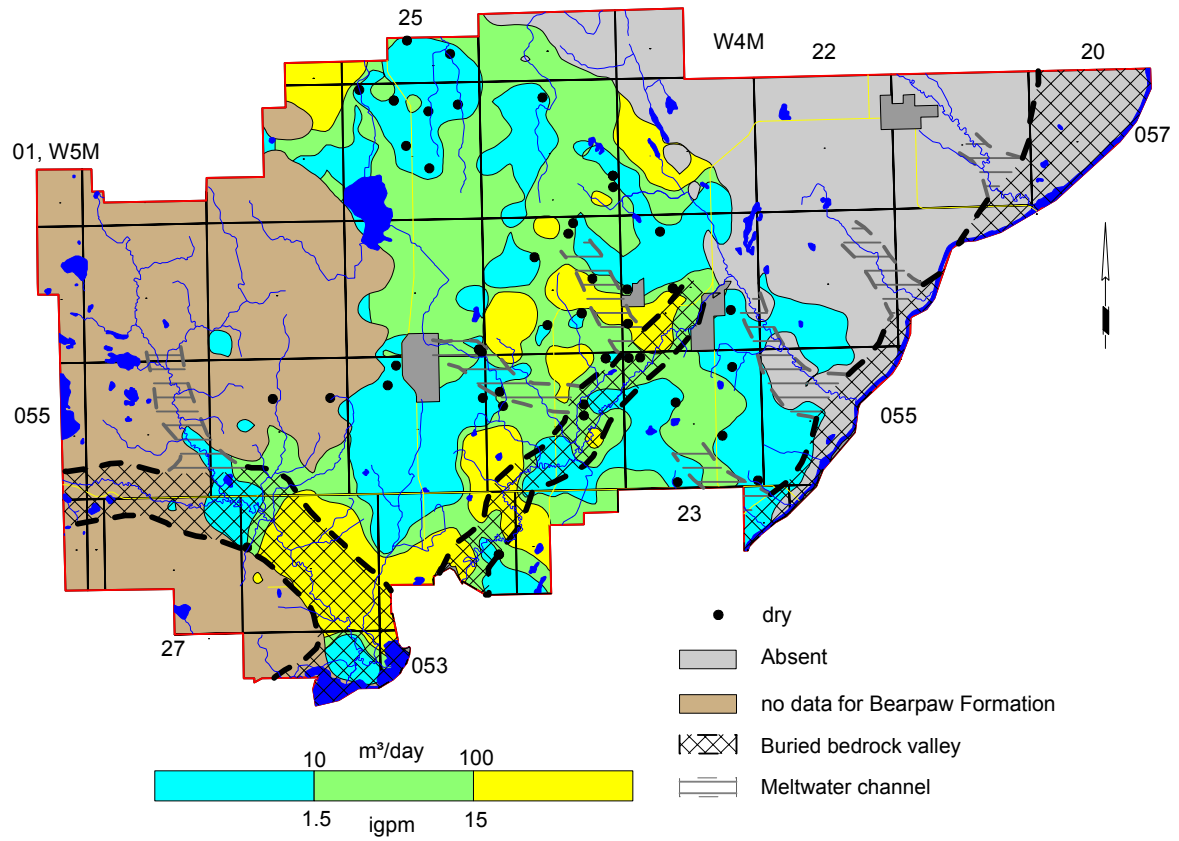 25
W4M
22
20
057
01, W5M
055
055
23
27
053
dry
Absent
no data for Bearpaw Formation
Buried bedrock valley
Meltwater channel
10 m³/day 100
1.5 igpm 15